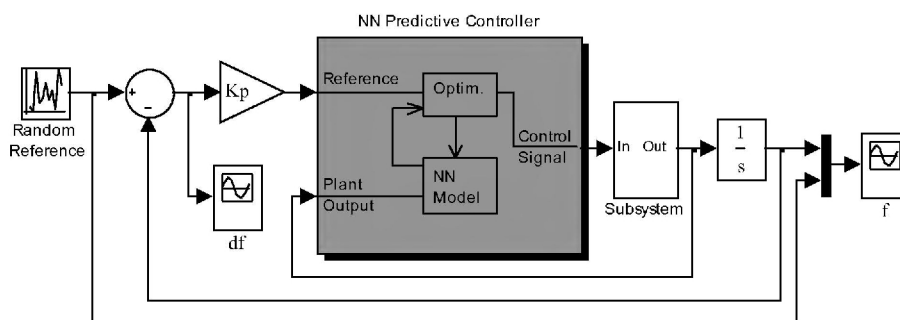 NN Predictive Controller
Random
Reference
+
−
Kp
df
Reference
Optim.
Control
Signal
NN
Model
Plant
Output
In Out
Subsystem
1
s
f